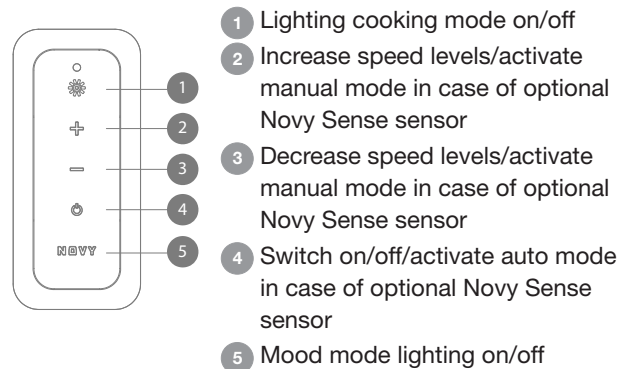 1 Lighting cooking mode on/off
2 Increase speed levels/activate
manual mode in case of optional
Novy Sense sensor
3 Decrease speed levels/activate
manual mode in case of optional
Novy Sense sensor
4 Switch on/off/activate auto mode
in case of optional Novy Sense
sensor
5 Mood mode lighting on/off
1
2
3
4
NOVY 5